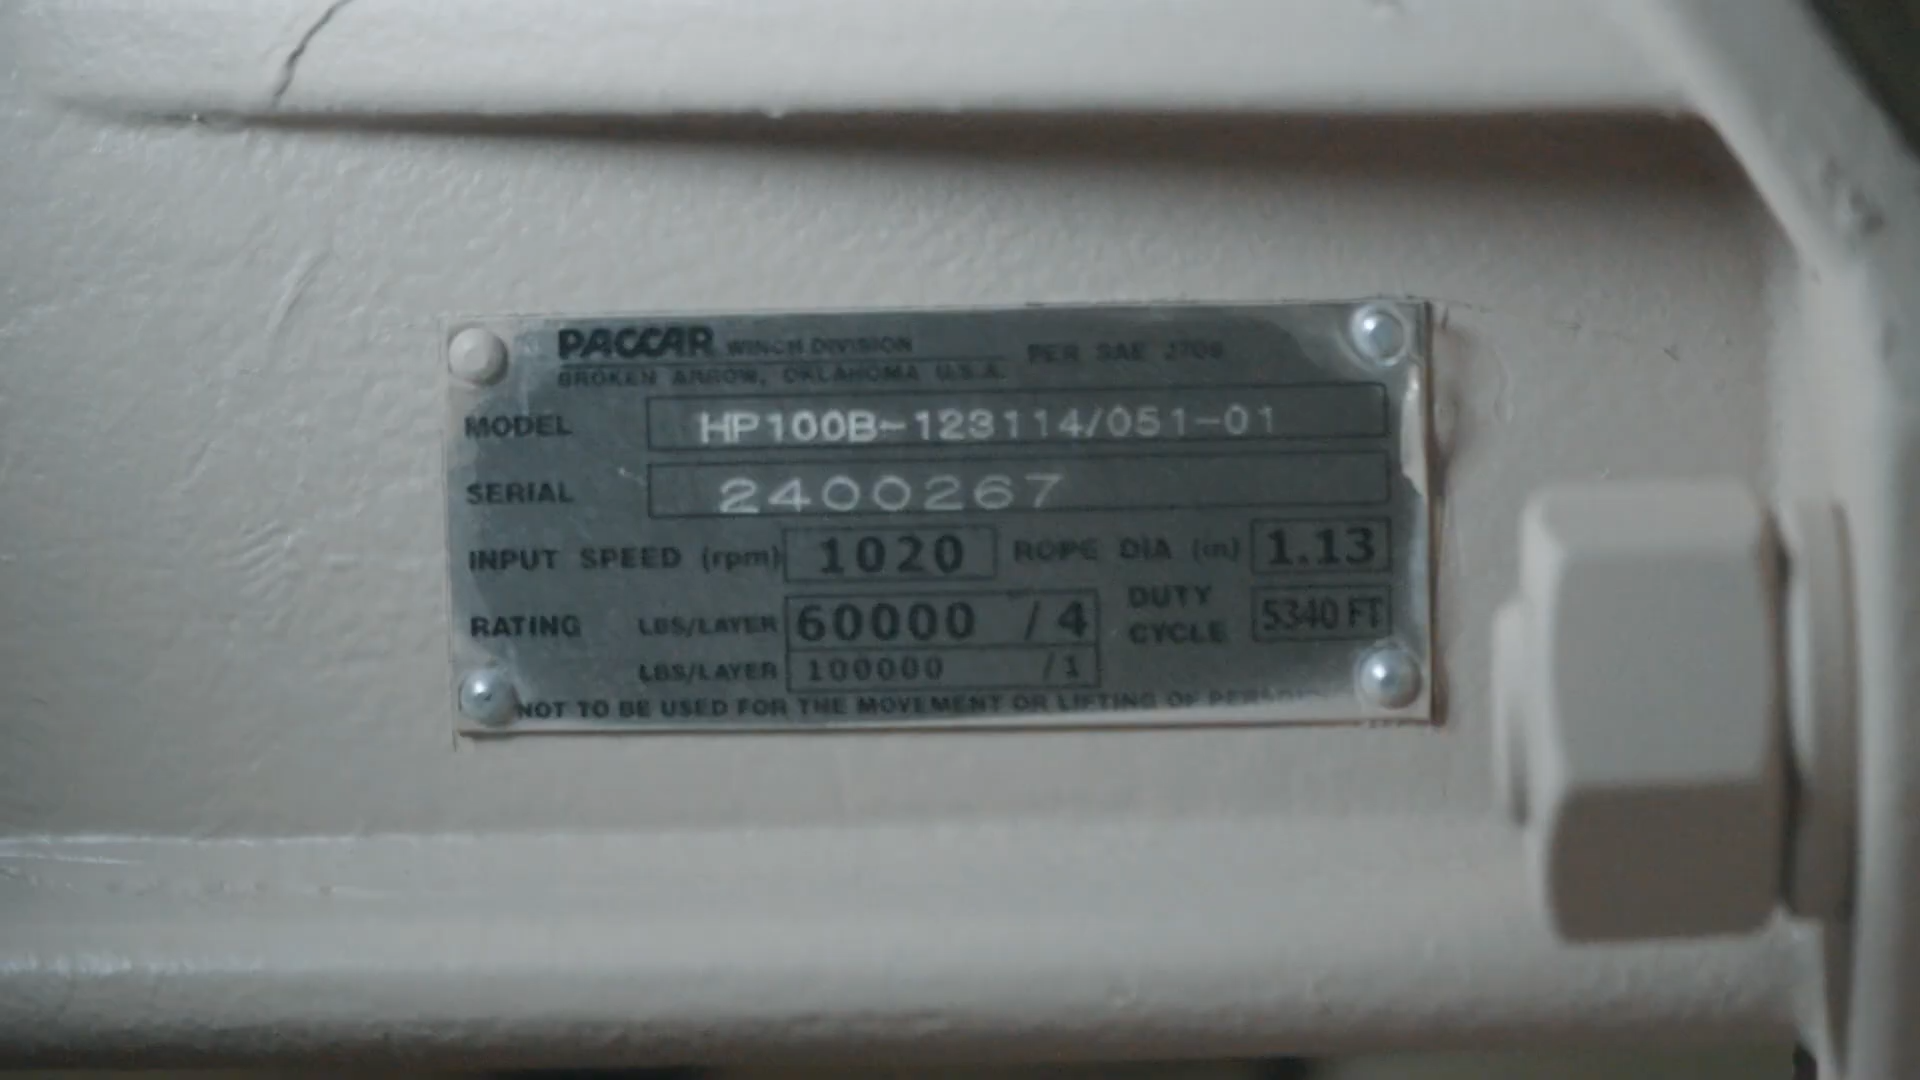 PACCAR WINCH DIVISION PER SAE J706
BROKEN ARROW, OKLAHOMA U.S.A.
MODEL HP100B-123114/051-01
SERIAL 2400267
INPUT SPEED (rpm) 1020 ROPE DIA (in) 1.13
RATING LBS/LAYER 60000 / 4 DUTY CYCLE 5340 FT
LBS/LAYER 100000 / 1
NOT TO BE USED FOR THE MOVEMENT OR LIFTING OF